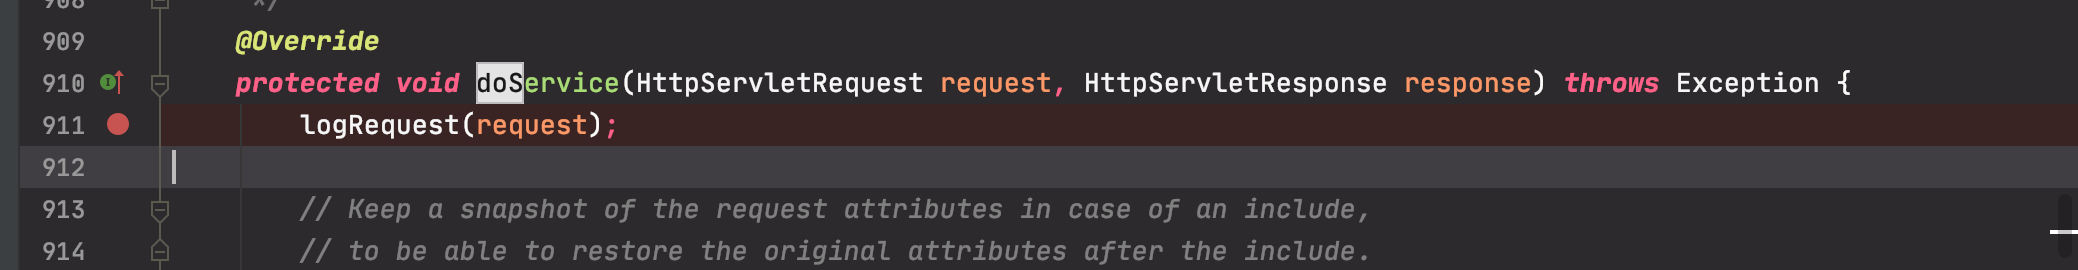 908 */
909 @Override
910 protected void doService(HttpServletRequest request, HttpServletResponse response) throws Exception {
911 logRequest(request);
912
913 // Keep a snapshot of the request attributes in case of an include,
914 // to be able to restore the original attributes after the include.